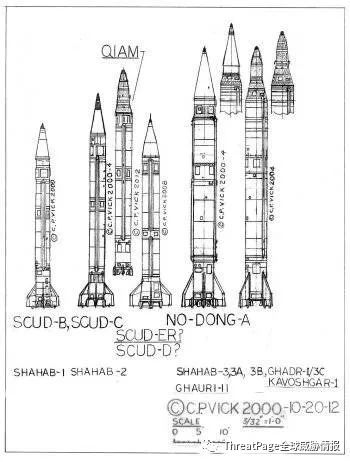 QIAM
© C.P.VICK 2000
© C.P.VICK 2000-4
© C.P.VICK 2012
© C.P.VICK 2008
© C.P.VICK 2000-4
© C.P.VICK 2004
SCUD-B, SCUD-C NO-DONG-A
SCUD-ER?
SCUD-D?
SHAHAB-1 SHAHAB-2 SHAHAB-3,3A, 3B, GHADR-1/3C
GHAURI-II KAVOSHGAR-1
© C.P.VICK 2000-10-20-12
SCALE 5/32"=1'-0"
0 5 10'
ThreatPage全球威胁情报